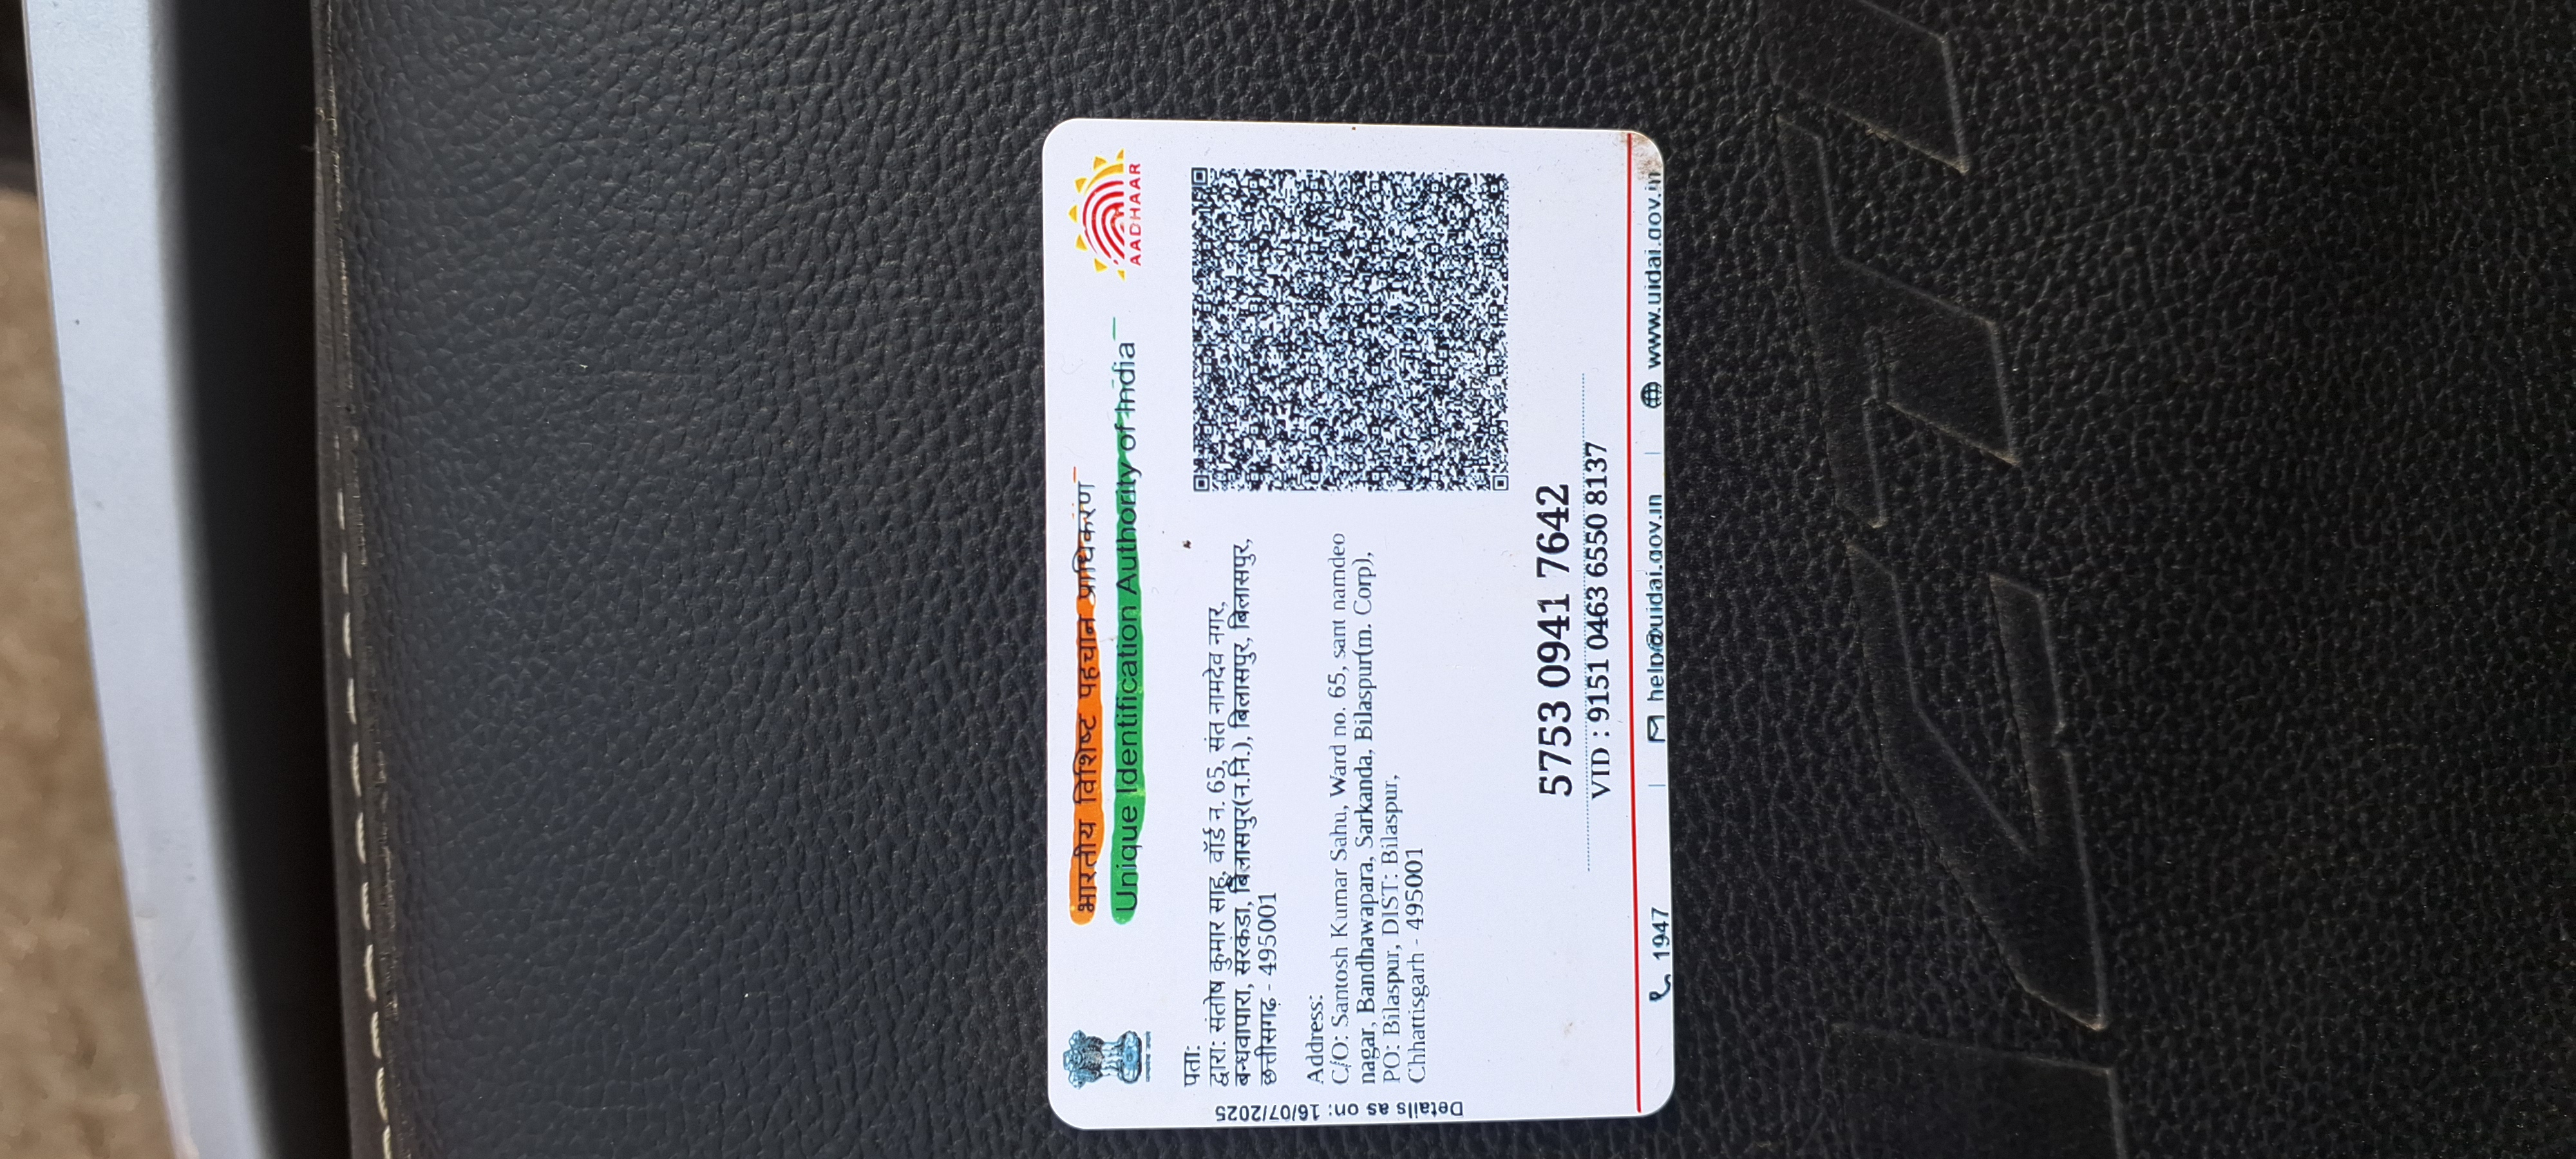 भारतीय विशिष्ट पहचान प्राधिकरण
Unique Identification Authority of India
AADHAAR
पता:
द्वारा: संतोष कुमार साहू, वॉर्ड न. 65, संत नामदेव नगर,
बन्धवापारा, सरकंडा, बिलासपुर(न.नि.), बिलासपुर, बिलासपुर,
छत्तीसगढ़ - 495001
Address:
C/O: Santosh Kumar Sahu, Ward no. 65, sant namdeo
nagar, Bandhawapara, Sarkanda, Bilaspur(m. Corp),
PO: Bilaspur, DIST: Bilaspur,
Chhattisgarh - 495001
Details as on: 16/07/2025
5753 0941 7642
VID : 9151 0463 6550 8137
1947 | help@uidai.gov.in | www.uidai.gov.in